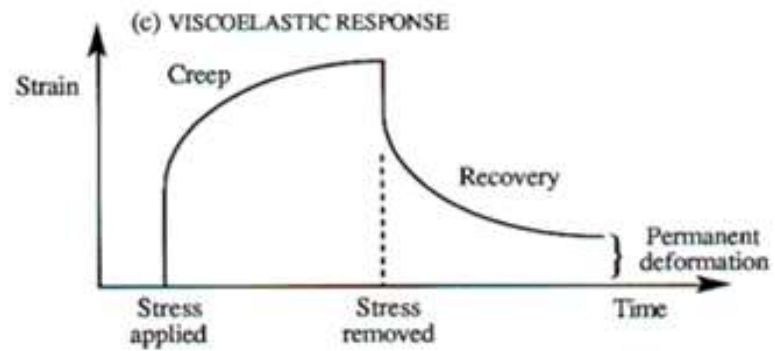 (c) VISCOELASTIC RESPONSE
Strain
Creep
Recovery
Permanent
deformation
Stress
applied
Stress
removed
Time